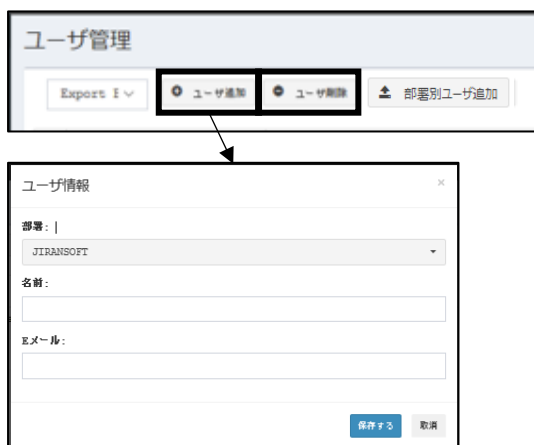 ユーザ管理
Export E
ユーザ追加
ユーザ削除
部署別ユーザ追加
ユーザ情報
×
部署:
JIRANSOFT
名前:
Eメール:
保存する
取消